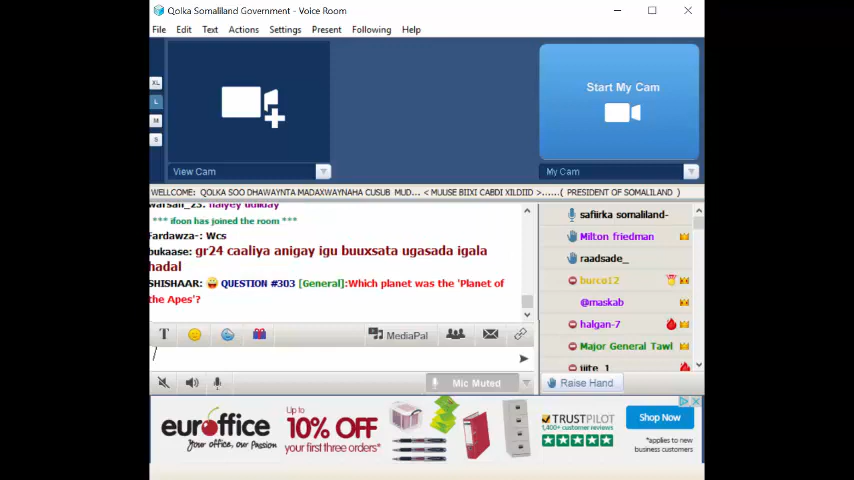 Qolka Somaliland Government - Voice Room
File Edit Text Actions Settings Present Following Help
XL
L
M
S
Start My Cam
View Cam
My Cam
WELLCOME: QOLKA SOO DHAWAYNTA MADAXWAYNAHA CUSUB MUD... < MUUSE BIIXI CABDI XILDIID >......( PRESIDENT OF SOMALILAND )
*** ifoon has joined the room ***
Fardawza-: Wcs
bukaase: gr24 caaliya anigay igu buuxsata ugasada igala
hadal
SHISHAAR: QUESTION #303 [General]:Which planet was the 'Planet of
the Apes'?
safiirka somaliland-
Milton friedman
raadsade_
burco12
@maskab
halgan-7
Major General Tawl
T
MediaPal
/
Mic Muted
Raise Hand
euroffice
Your office, our Passion
Up to
10% OFF
your first three orders*
TRUSTPILOT
1,400+ customer reviews
Shop Now
*applies to new
business customers